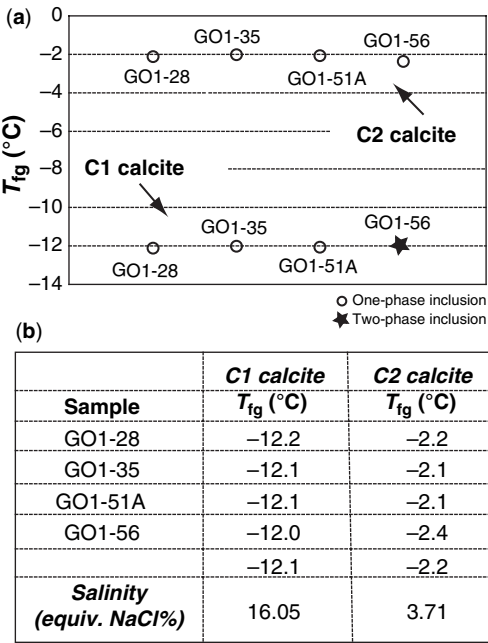 (a)
0
−2
−4
−6
−8
−10
−12
−14
Tfg (°C)
GO1-35
GO1-56
GO1-28
GO1-51A
C2 calcite
C1 calcite
GO1-56
GO1-35
GO1-28
GO1-51A
One-phase inclusion
Two-phase inclusion
(b)
C1 calcite C2 calcite
Sample Tfg (°C) Tfg (°C)
GO1-28 −12.2 −2.2
GO1-35 −12.1 −2.1
GO1-51A −12.1 −2.1
GO1-56 −12.0 −2.4
−12.1 −2.2
Salinity
(equiv. NaCl%) 16.05 3.71